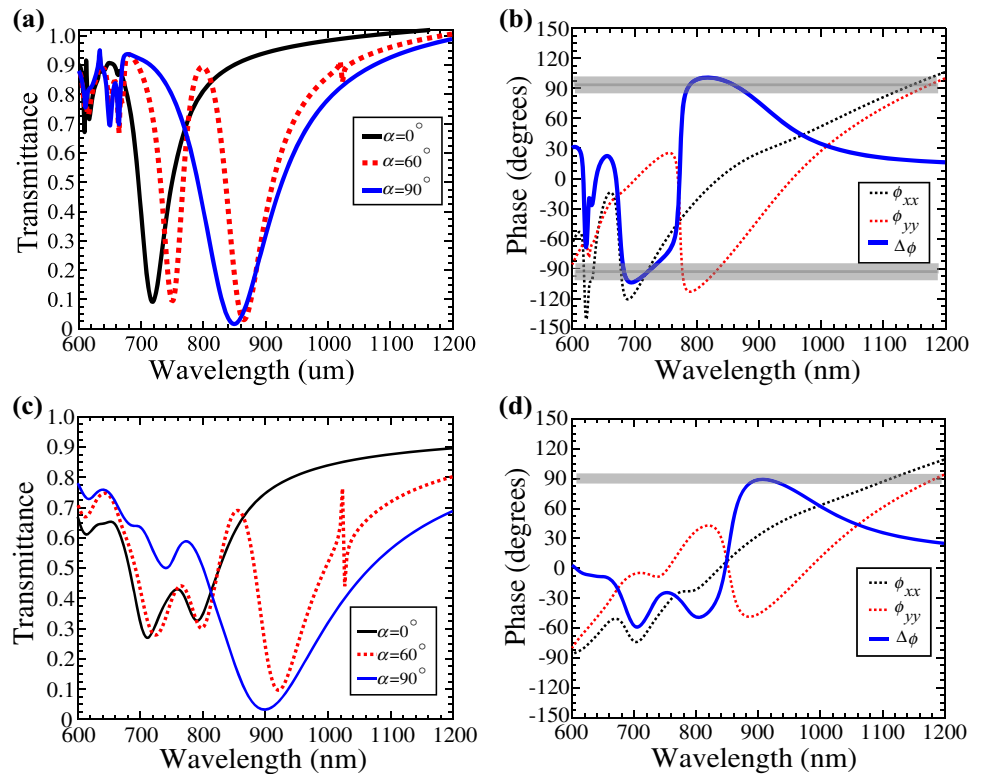 (a)
Transmittance
1.0
0.9
0.8
0.7
0.6
0.5
0.4
0.3
0.2
0.1
0
α=0°
α=60°
α=90°
600 700 800 900 1000 1100 1200
Wavelength (um)
(b)
Phase (degrees)
150
120
90
60
30
0
-30
-60
-90
-120
-150
ϕxx
ϕyy
Δϕ
600 700 800 900 1000 1100 1200
Wavelength (nm)
(c)
Transmittance
1.0
0.9
0.8
0.7
0.6
0.5
0.4
0.3
0.2
0.1
0
α=0°
α=60°
α=90°
600 700 800 900 1000 1100 1200
Wavelength (nm)
(d)
Phase (degrees)
150
120
90
60
30
0
-30
-60
-90
-120
-150
ϕxx
ϕyy
Δϕ
600 700 800 900 1000 1100 1200
Wavelength (nm)